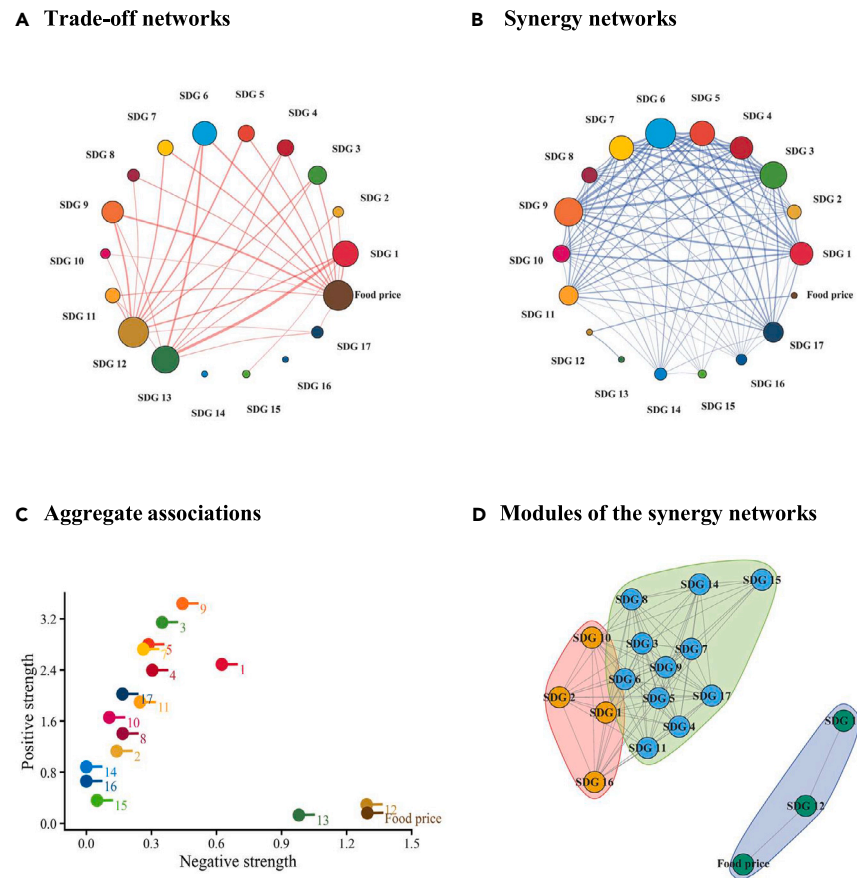 A Trade-off networks
SDG 6
SDG 5
SDG 7
SDG 4
SDG 8
SDG 3
SDG 9
SDG 2
SDG 10
SDG 1
Food price
SDG 11
SDG 17
SDG 12
SDG 16
SDG 13
SDG 15
SDG 14
B Synergy networks
SDG 6
SDG 5
SDG 7
SDG 4
SDG 8
SDG 3
SDG 9
SDG 2
SDG 10
SDG 1
Food price
SDG 11
SDG 17
SDG 12
SDG 16
SDG 13
SDG 15
SDG 14
C Aggregate associations
Positive strength
3.2
2.4
1.6
0.8
0.0
9
3
5
7
4
1
17
11
10
8
2
14
16
15
13
12
Food price
0.0 0.3 0.6 0.9 1.2 1.5
Negative strength
D Modules of the synergy networks
SDG 15
SDG 14
SDG 8
SDG 10
SDG 3
SDG 7
SDG 9
SDG 6
SDG 2
SDG 5
SDG 17
SDG 1
SDG 4
SDG 11
SDG 16
SDG 1
SDG 12
Food price